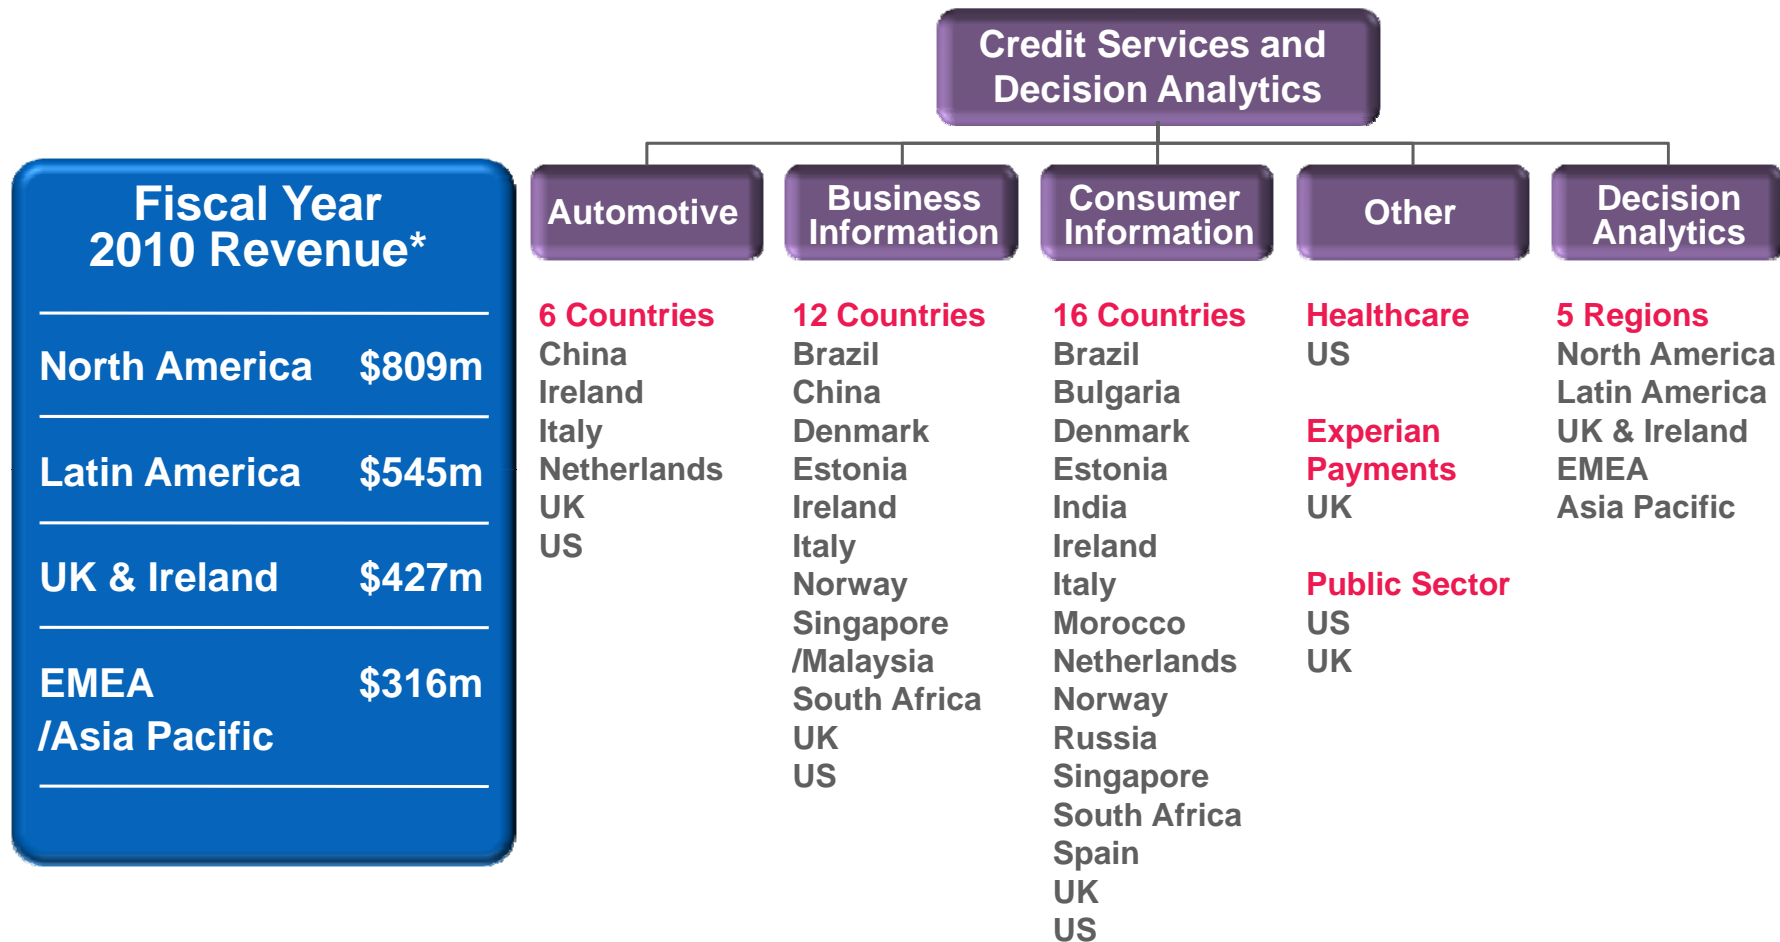 Credit Services and
Decision Analytics
Fiscal Year
2010 Revenue*
North America $809m
Latin America $545m
UK & Ireland $427m
EMEA $316m
/Asia Pacific
Automotive
6 Countries
China
Ireland
Italy
Netherlands
UK
US
Business
Information
12 Countries
Brazil
China
Denmark
Estonia
Ireland
Italy
Norway
Singapore
/Malaysia
South Africa
UK
US
Consumer
Information
16 Countries
Brazil
Bulgaria
Denmark
Estonia
India
Ireland
Italy
Morocco
Netherlands
Norway
Russia
Singapore
South Africa
Spain
UK
US
Other
Healthcare
US
Experian
Payments
UK
Public Sector
US
UK
Decision
Analytics
5 Regions
North America
Latin America
UK & Ireland
EMEA
Asia Pacific